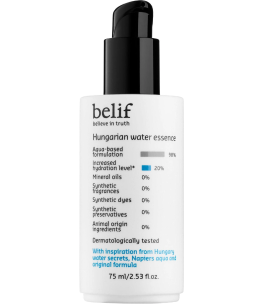 belif
believe in truth
Hungarian water essence
Aqua-based
formulation
Increased
hydration level* 20%
Mineral oils 0%
Synthetic
fragrances 0%
Synthetic dyes 0%
Synthetic
preservatives 0%
Animal origin
ingredients 0%
Dermatologically tested
With inspiration from Hungary
water secrets, Napiers aqua and
original formula
75 ml/2.53 fl.oz.